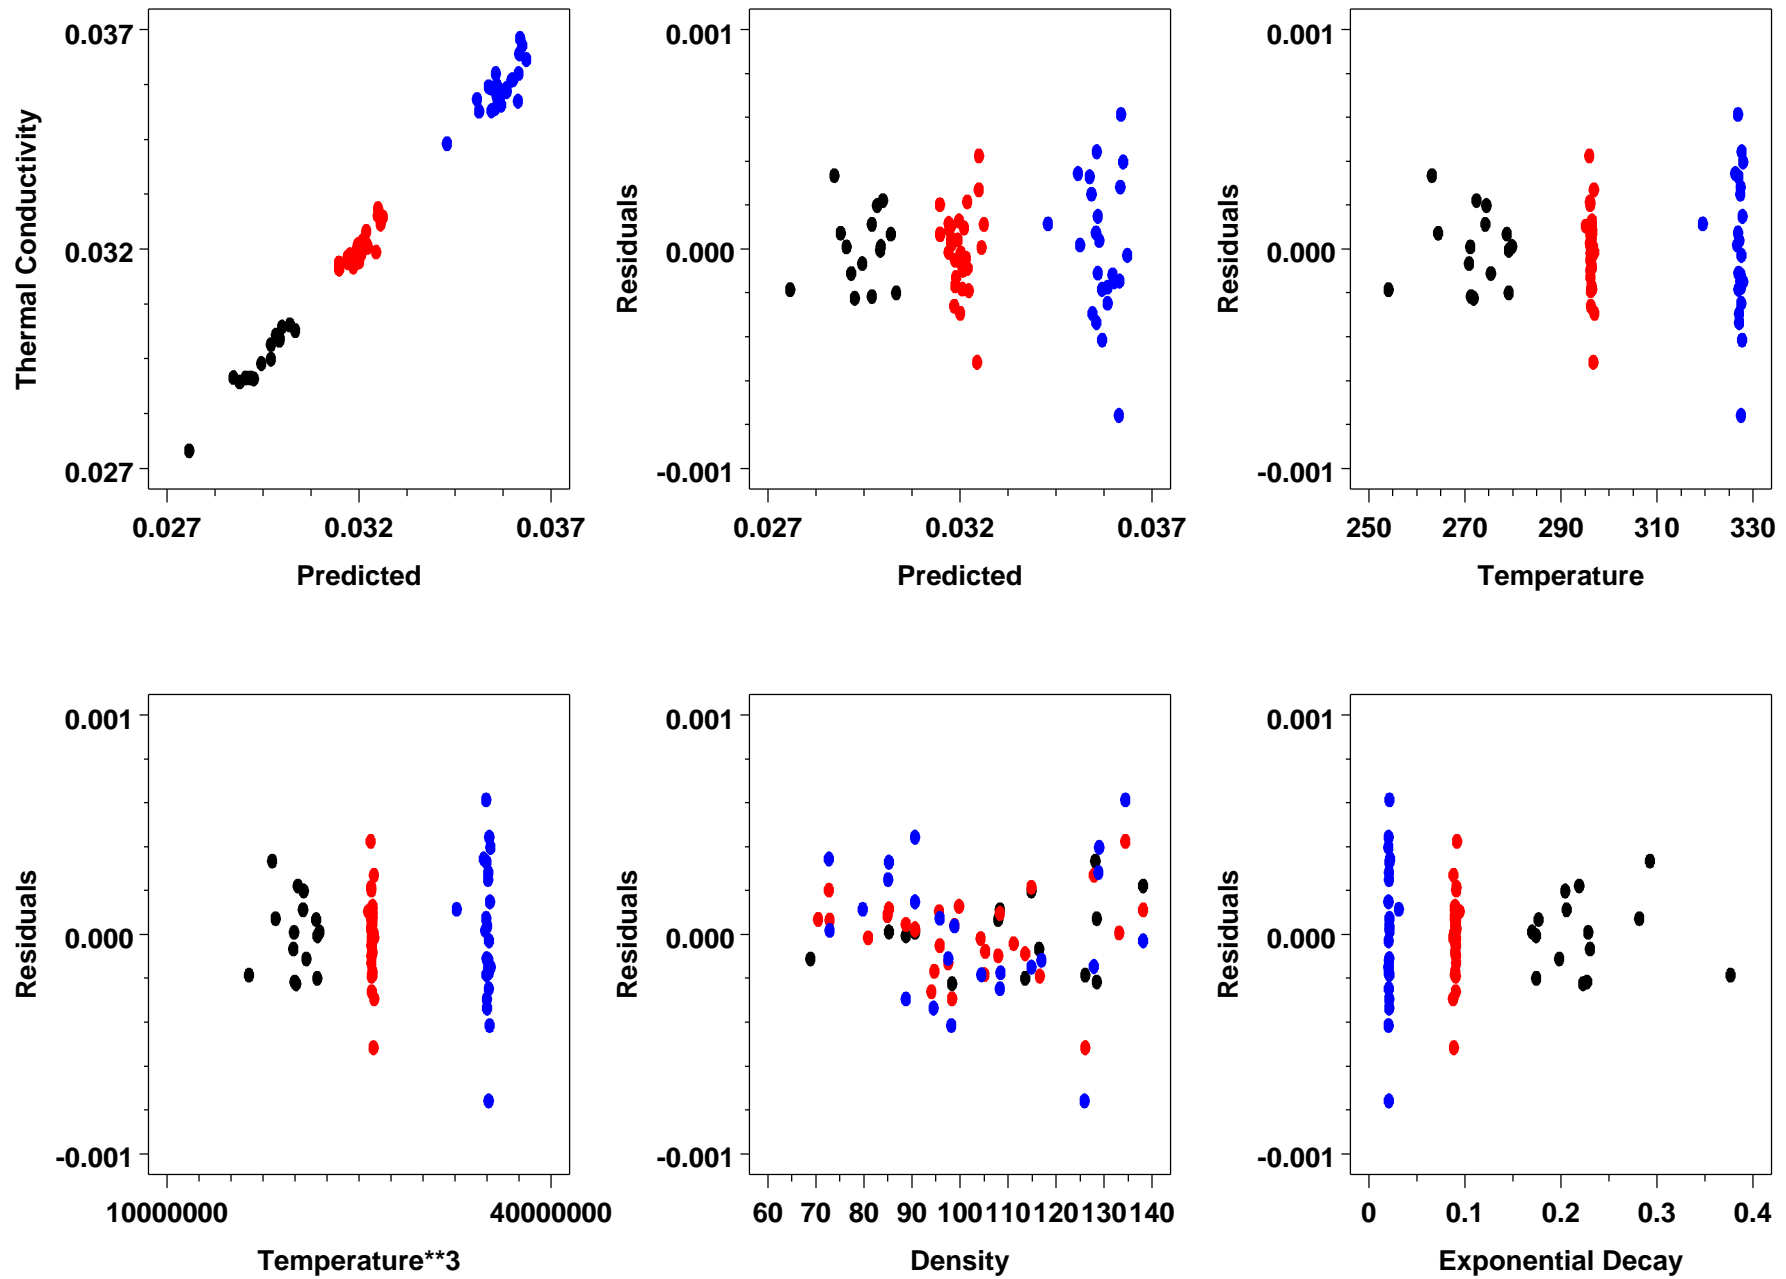 Thermal Conductivity
0.037
0.032
0.027
0.027 0.032 0.037
Predicted
Residuals
0.001
0.000
-0.001
0.027 0.032 0.037
Predicted
Residuals
0.001
0.000
-0.001
250 270 290 310 330
Temperature
Residuals
0.001
0.000
-0.001
10000000 40000000
Temperature**3
Residuals
0.001
0.000
-0.001
60 70 80 90 100 110 120 130 140
Density
Residuals
0.001
0.000
-0.001
0 0.1 0.2 0.3 0.4
Exponential Decay